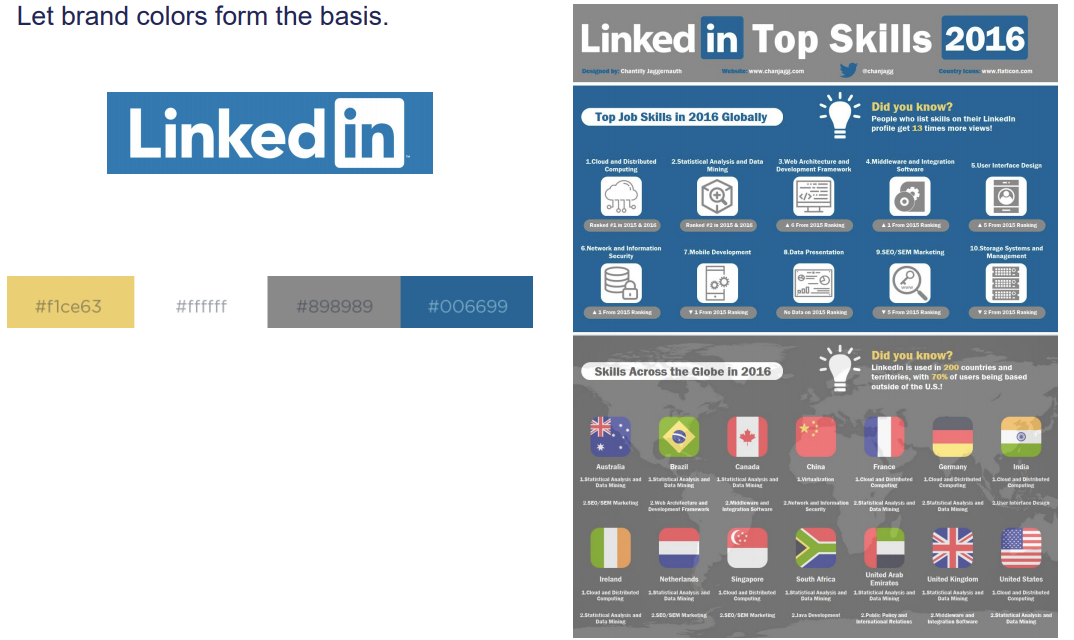 Let brand colors form the basis.
Linked in
#f1ce63
#ffffff
#898989
#006699
Linked in Top Skills 2016
Designed by: Chantilly Jaggernauth
Website: www.chanjagg.com
@chanjagg
Country Icons: www.flaticon.com
Top Job Skills in 2016 Globally
Did you know?
People who list skills on their LinkedIn
profile get 13 times more views!
1.Cloud and Distributed
Computing
Ranked #1 in 2015 & 2016
2.Statistical Analysis and Data
Mining
Ranked #2 in 2015 & 2016
3.Web Architecture and
Development Framework
▲ 6 From 2015 Ranking
4.Middleware and Integration
Software
▲ 1 From 2015 Ranking
5.User Interface Design
▲ 5 From 2015 Ranking
6.Network and Information
Security
▲ 1 From 2015 Ranking
7.Mobile Development
▼ 1 From 2015 Ranking
8.Data Presentation
No Data on 2015 Ranking
9.SEO/SEM Marketing
▼ 5 From 2015 Ranking
10.Storage Systems and
Management
▼ 2 From 2015 Ranking
Skills Across the Globe in 2016
Did you know?
LinkedIn is used in 200 countries and
territories, with 70% of users being based
outside of the U.S.!
Australia
1.Statistical Analysis and
Data Mining
2.SEO/SEM Marketing
Brazil
1.Statistical Analysis and
Data Mining
2.Web Architecture and
Development Framework
Canada
1.Statistical Analysis and
Data Mining
2.Middleware and
Integration Software
China
1.Virtualization
2.Network and Information
Security
France
1.Cloud and Distributed
Computing
2.Statistical Analysis and
Data Mining
Germany
1.Cloud and Distributed
Computing
2.Statistical Analysis and
Data Mining
India
1.Cloud and Distributed
Computing
2.User Interface Design
Ireland
1.Cloud and Distributed
Computing
2.Statistical Analysis and
Data Mining
Netherlands
1.Statistical Analysis and
Data Mining
2.SEO/SEM Marketing
Singapore
1.Cloud and Distributed
Computing
2.SEO/SEM Marketing
South Africa
1.Statistical Analysis and
Data Mining
2.Java Development
United Arab
Emirates
1.Statistical Analysis and
Data Mining
2.Public Policy and
International Relations
United Kingdom
1.Statistical Analysis and
Data Mining
2.Middleware and
Integration Software
United States
1.Cloud and Distributed
Computing
2.Statistical Analysis and
Data Mining